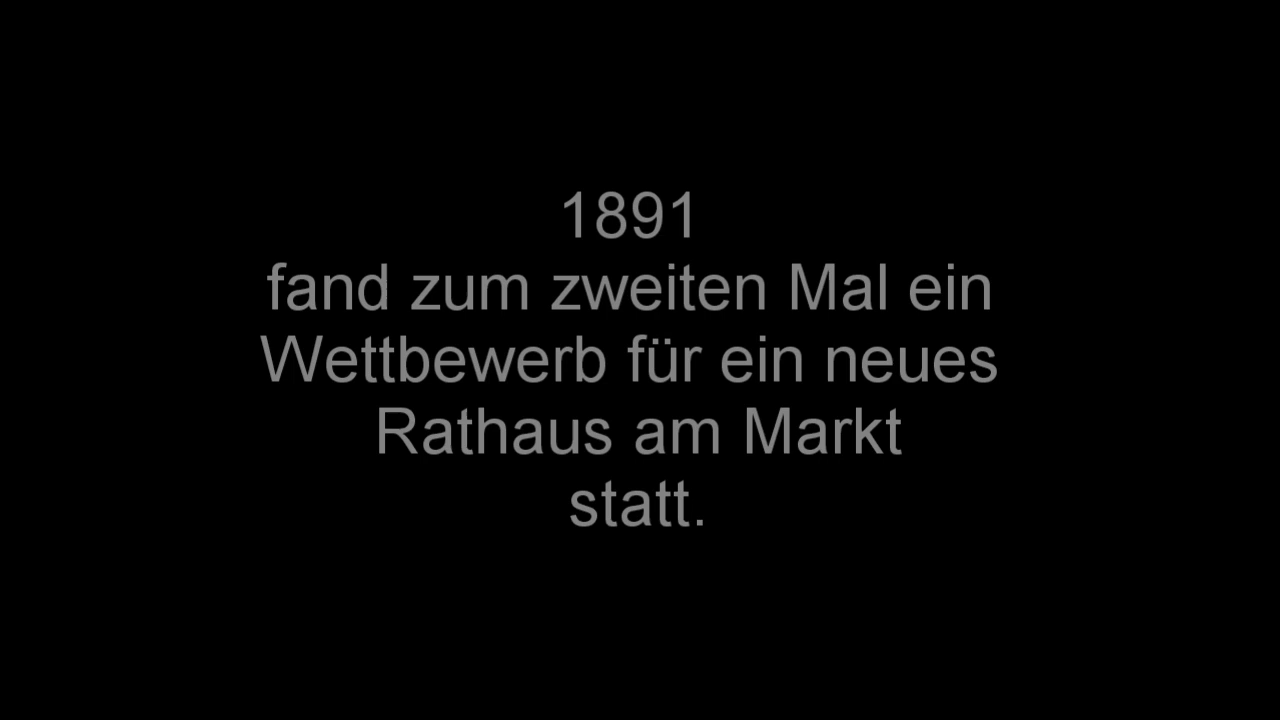 1891
fand zum zweiten Mal ein
Wettbewerb für ein neues
Rathaus am Markt
statt.